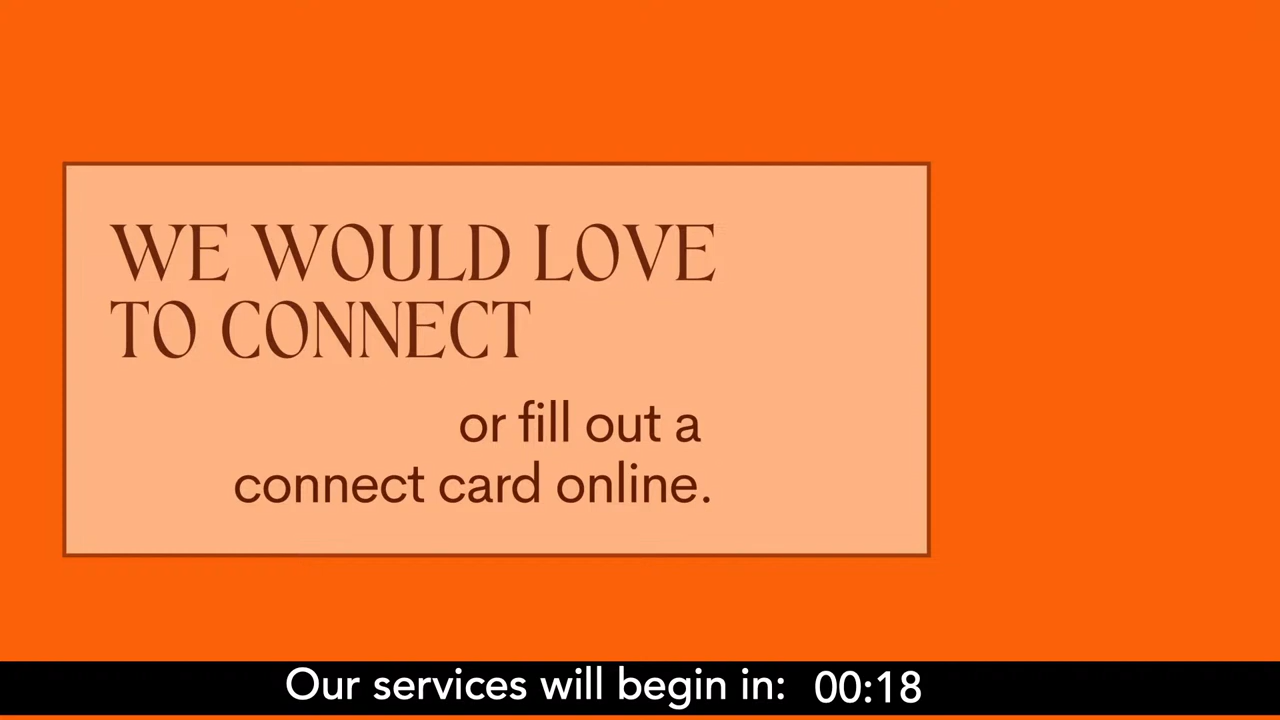 WE WOULD LOVE
TO CONNECT
or fill out a
connect card online.
Our services will begin in: 00:18